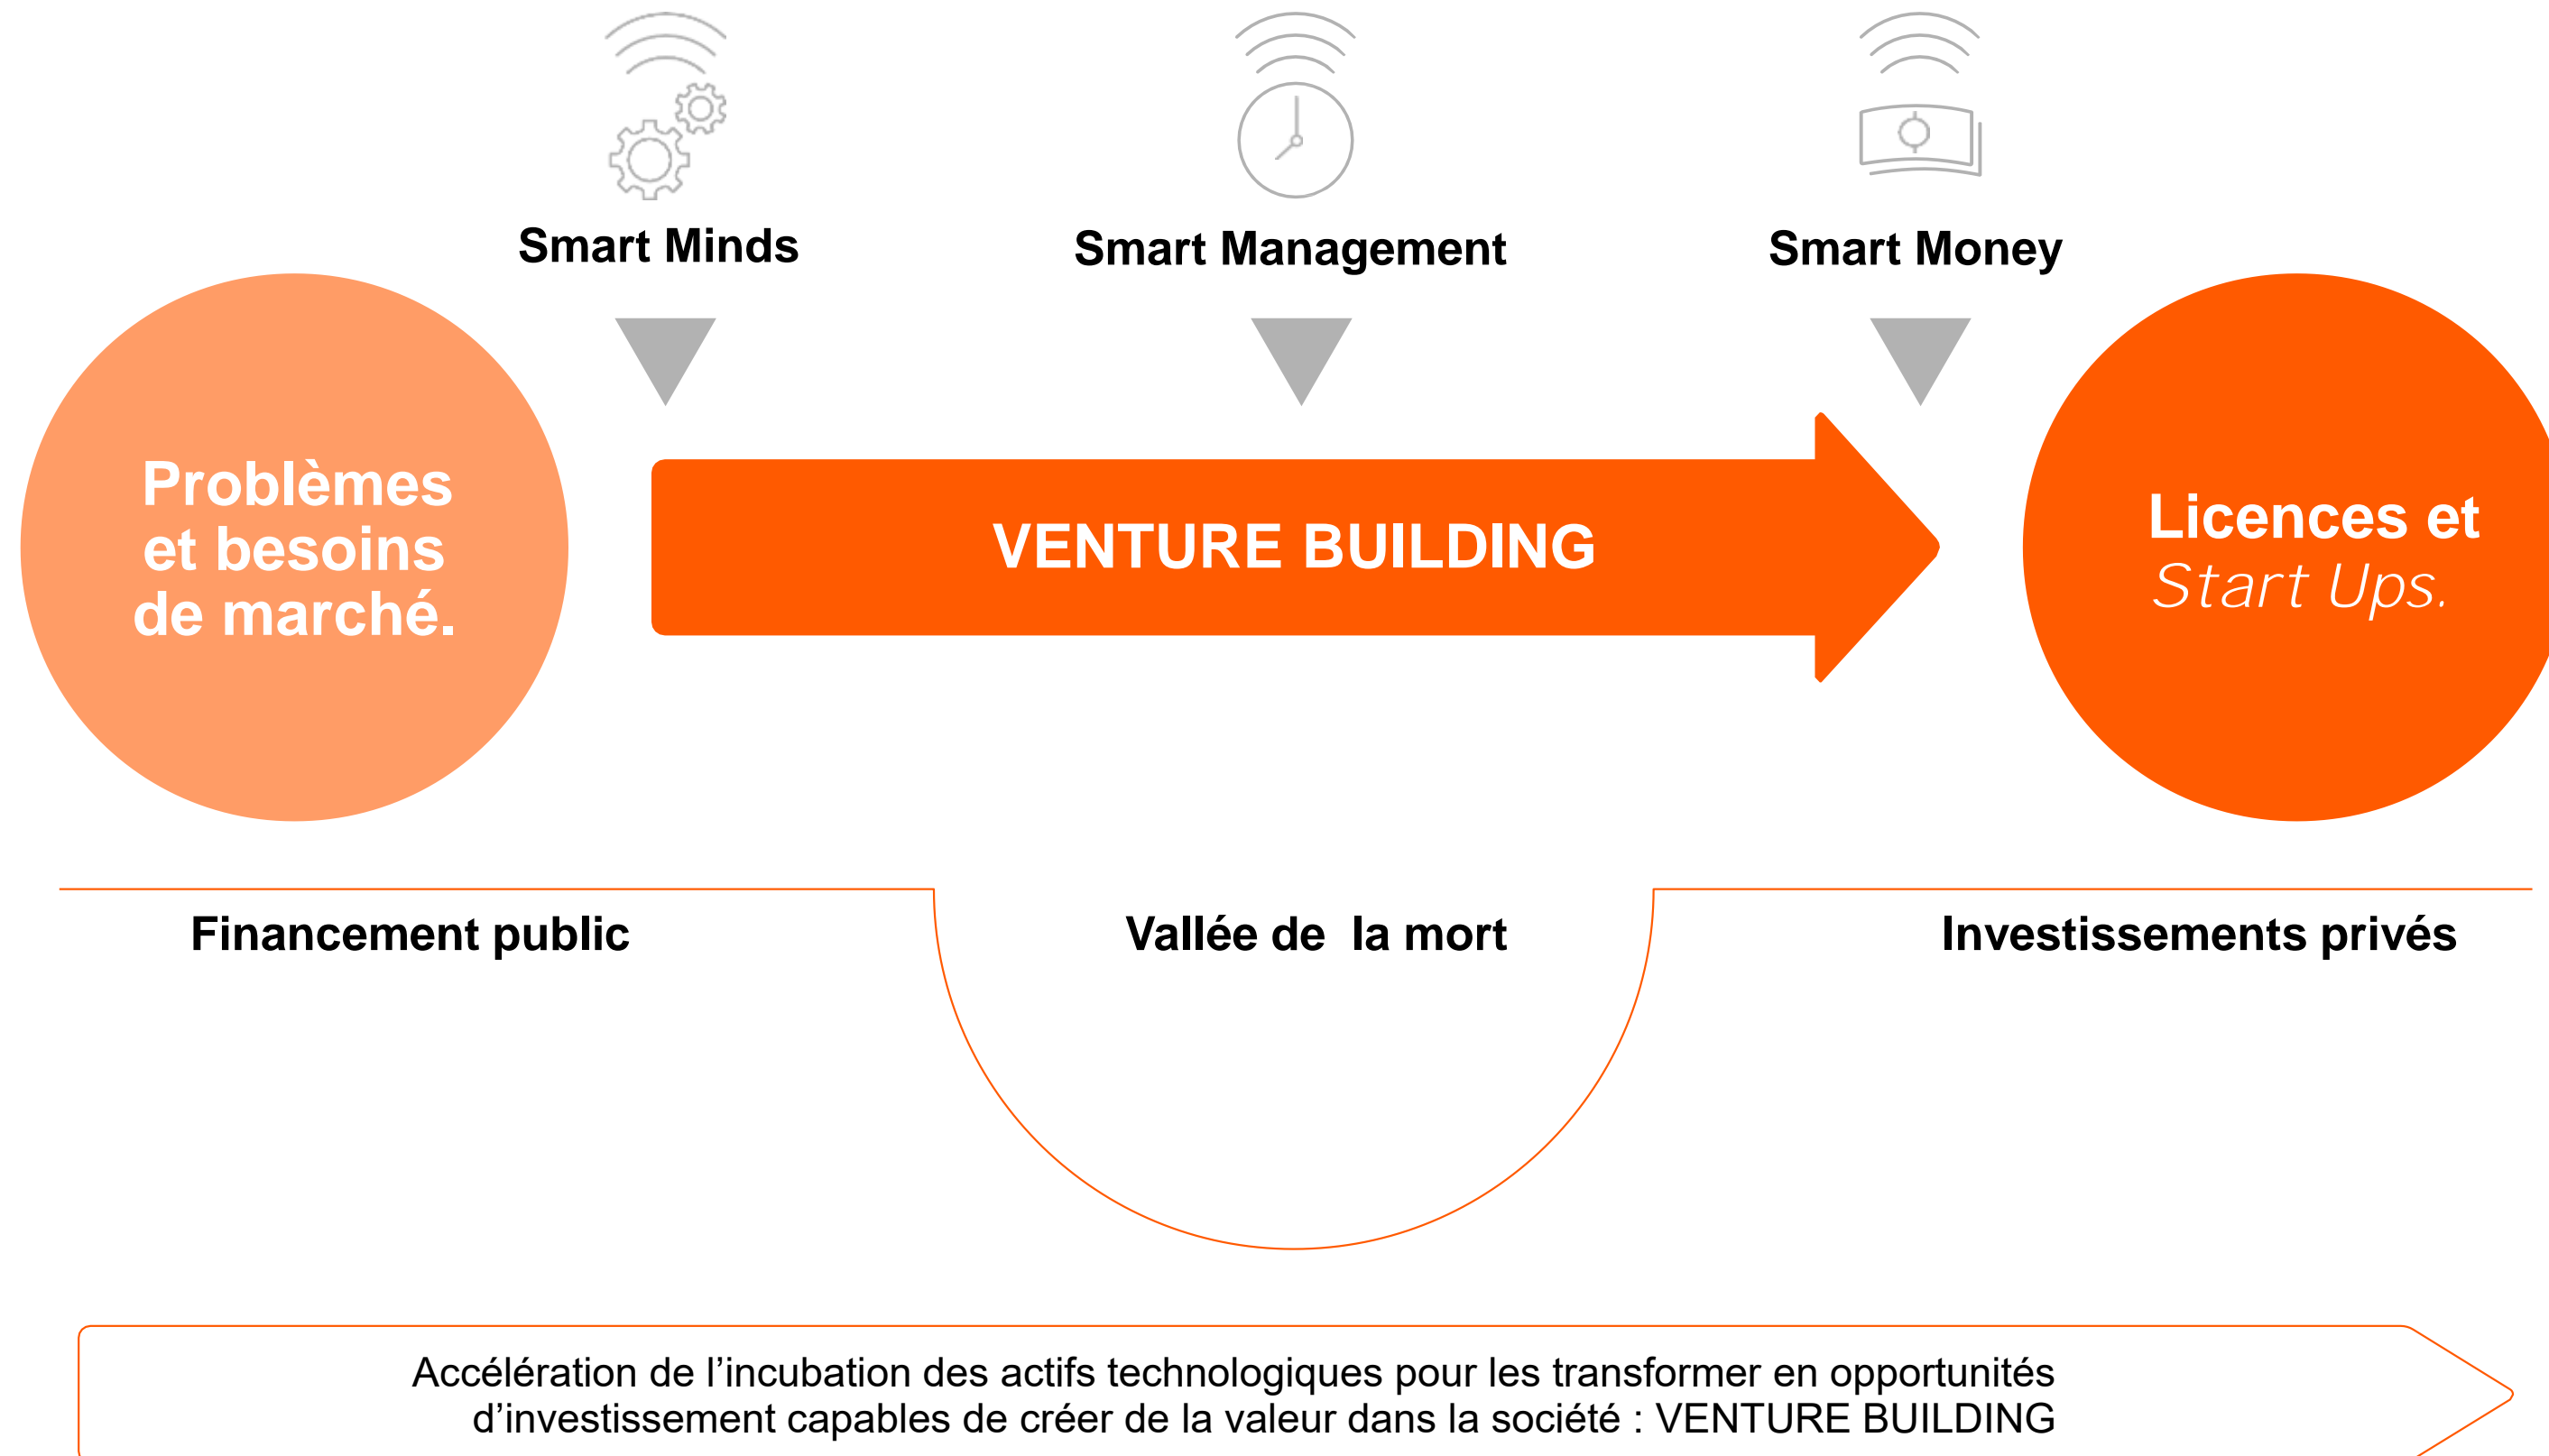 Smart Minds
Smart Management
Smart Money
Problèmes
et besoins
de marché.
VENTURE BUILDING
Licences et
Start Ups.
Financement public
Vallée de  la mort
Investissements privés
Accélération de l’incubation des actifs technologiques pour les transformer en opportunités
d’investissement capables de créer de la valeur dans la société : VENTURE BUILDING